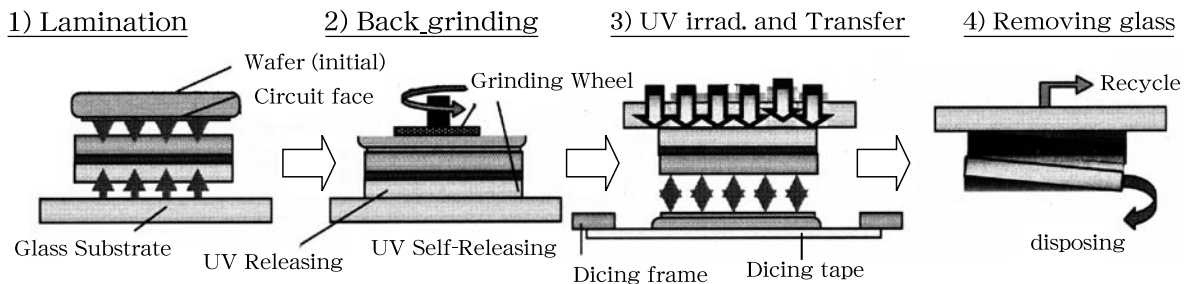 1) Lamination
2) Back_grinding
3) UV irrad. and Transfer
4) Removing glass
Wafer (initial)
Circuit face
Grinding Wheel
Recycle
Glass Substrate
UV Releasing
UV Self-Releasing
Dicing frame
Dicing tape
disposing